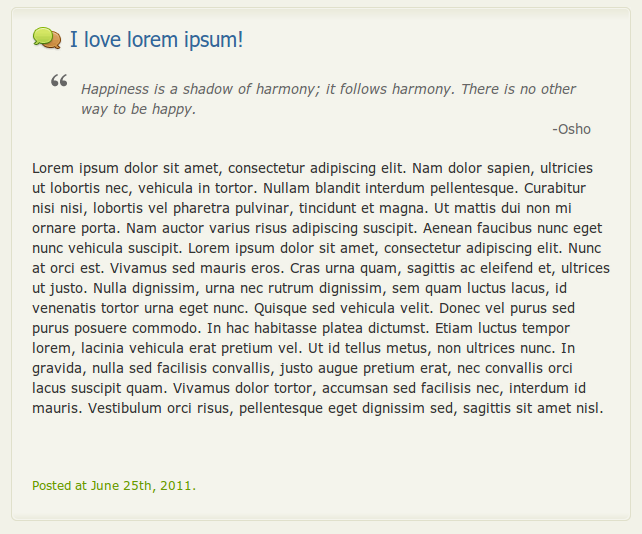 I love lorem ipsum!
“ Happiness is a shadow of harmony; it follows harmony. There is no other
way to be happy.
-Osho
Lorem ipsum dolor sit amet, consectetur adipiscing elit. Nam dolor sapien, ultricies
ut lobortis nec, vehicula in tortor. Nullam blandit interdum pellentesque. Curabitur
nisi nisi, lobortis vel pharetra pulvinar, tincidunt et magna. Ut mattis dui non mi
ornare porta. Nam auctor varius risus adipiscing suscipit. Aenean faucibus nunc eget
nunc vehicula suscipit. Lorem ipsum dolor sit amet, consectetur adipiscing elit. Nunc
at orci est. Vivamus sed mauris eros. Cras urna quam, sagittis ac eleifend et, ultrices
ut justo. Nulla dignissim, urna nec rutrum dignissim, sem quam luctus lacus, id
venenatis tortor urna eget nunc. Quisque sed vehicula velit. Donec vel purus sed
purus posuere commodo. In hac habitasse platea dictumst. Etiam luctus tempor
lorem, lacinia vehicula erat pretium vel. Ut id tellus metus, non ultrices nunc. In
gravida, nulla sed facilisis convallis, justo augue pretium erat, nec convallis orci
lacus suscipit quam. Vivamus dolor tortor, accumsan sed facilisis nec, interdum id
mauris. Vestibulum orci risus, pellentesque eget dignissim sed, sagittis sit amet nisl.
Posted at June 25th, 2011.